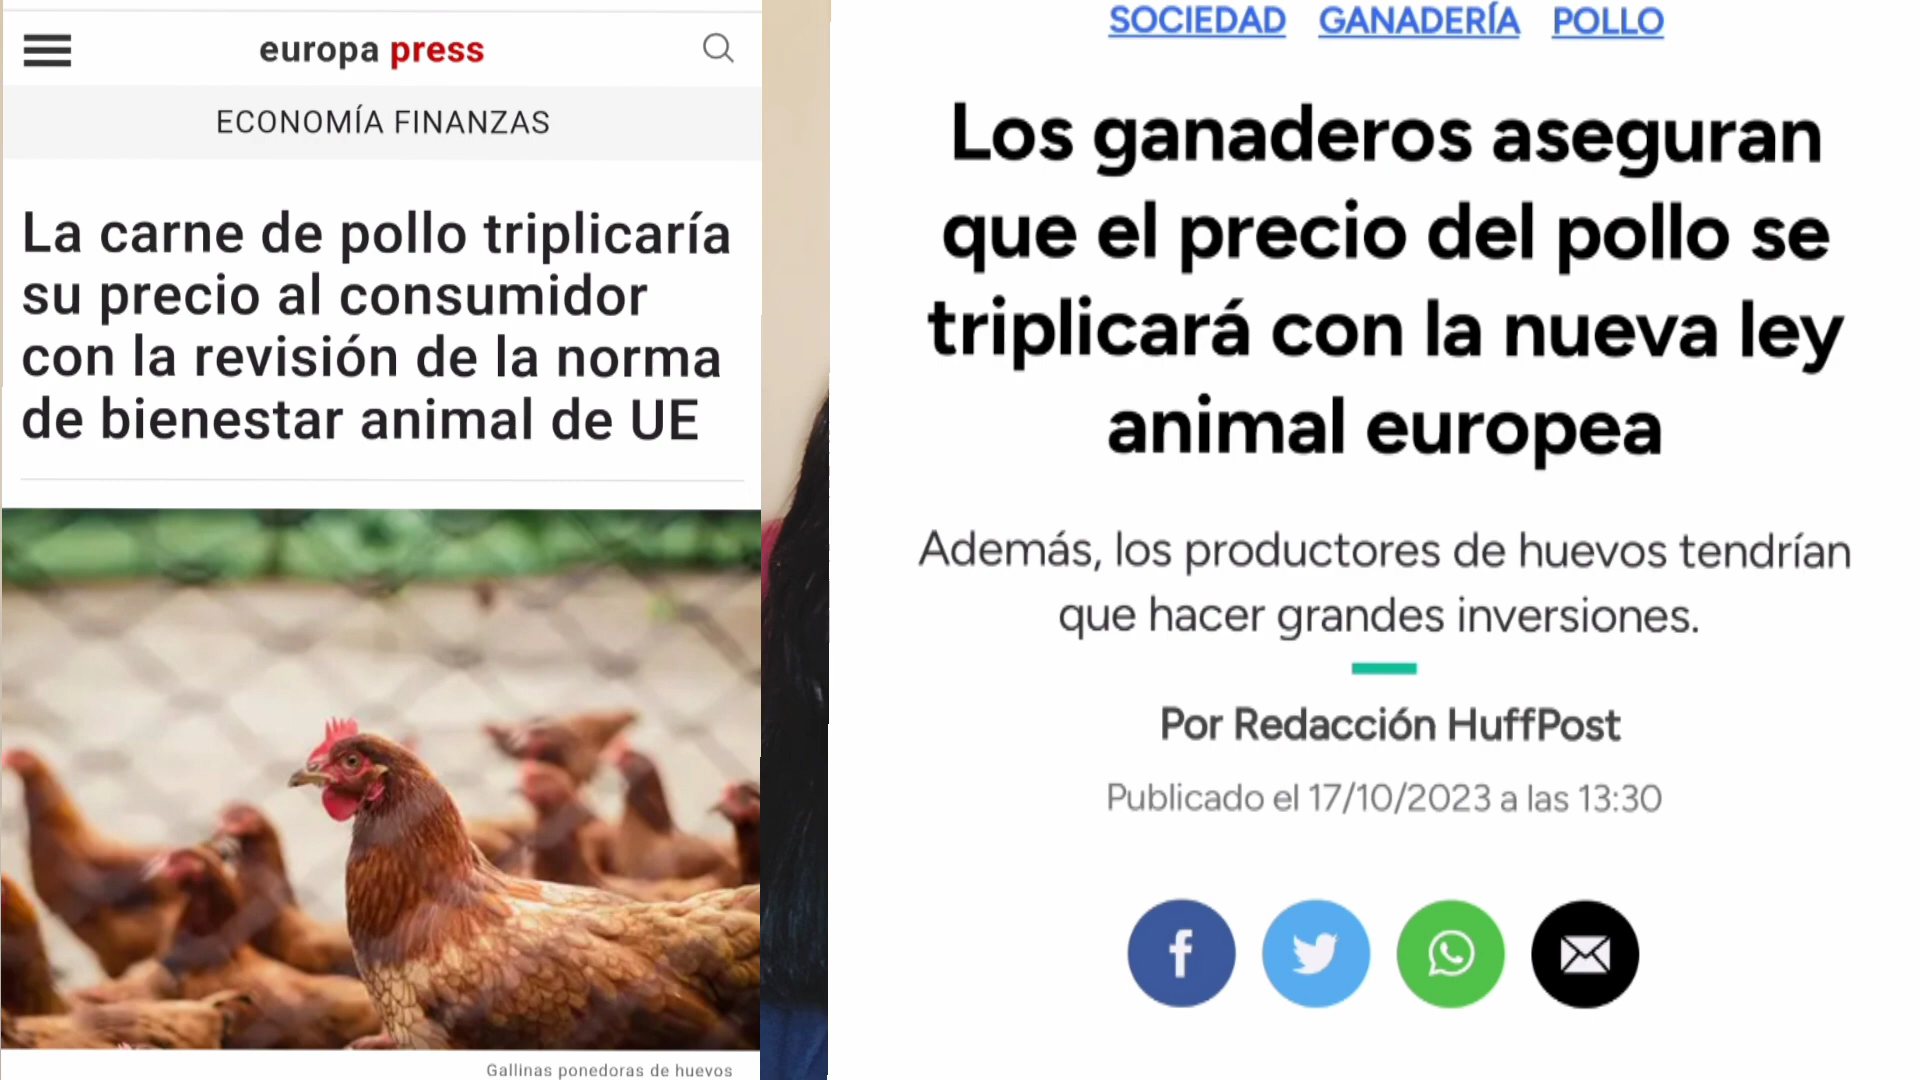 europa press
ECONOMÍA FINANZAS
La carne de pollo triplicaría
su precio al consumidor
con la revisión de la norma
de bienestar animal de UE
Gallinas ponedoras de huevos
SOCIEDAD GANADERÍA POLLO
Los ganaderos aseguran
que el precio del pollo se
triplicará con la nueva ley
animal europea
Además, los productores de huevos tendrían
que hacer grandes inversiones.
Por Redacción HuffPost
Publicado el 17/10/2023 a las 13:30